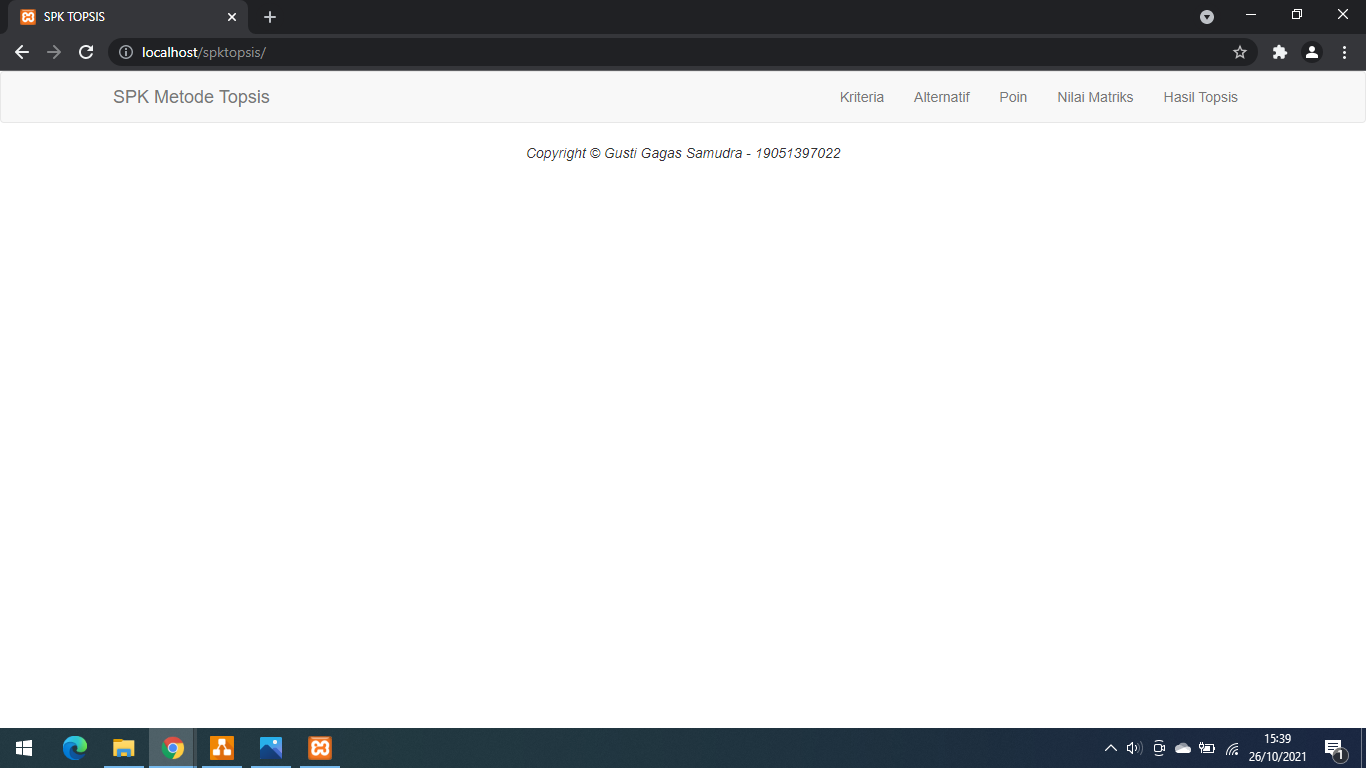 SPK TOPSIS
localhost/spktopsis/
SPK Metode Topsis Kriteria Alternatif Poin Nilai Matriks Hasil Topsis
Copyright © Gusti Gagas Samudra - 19051397022
15:39
26/10/2021
1